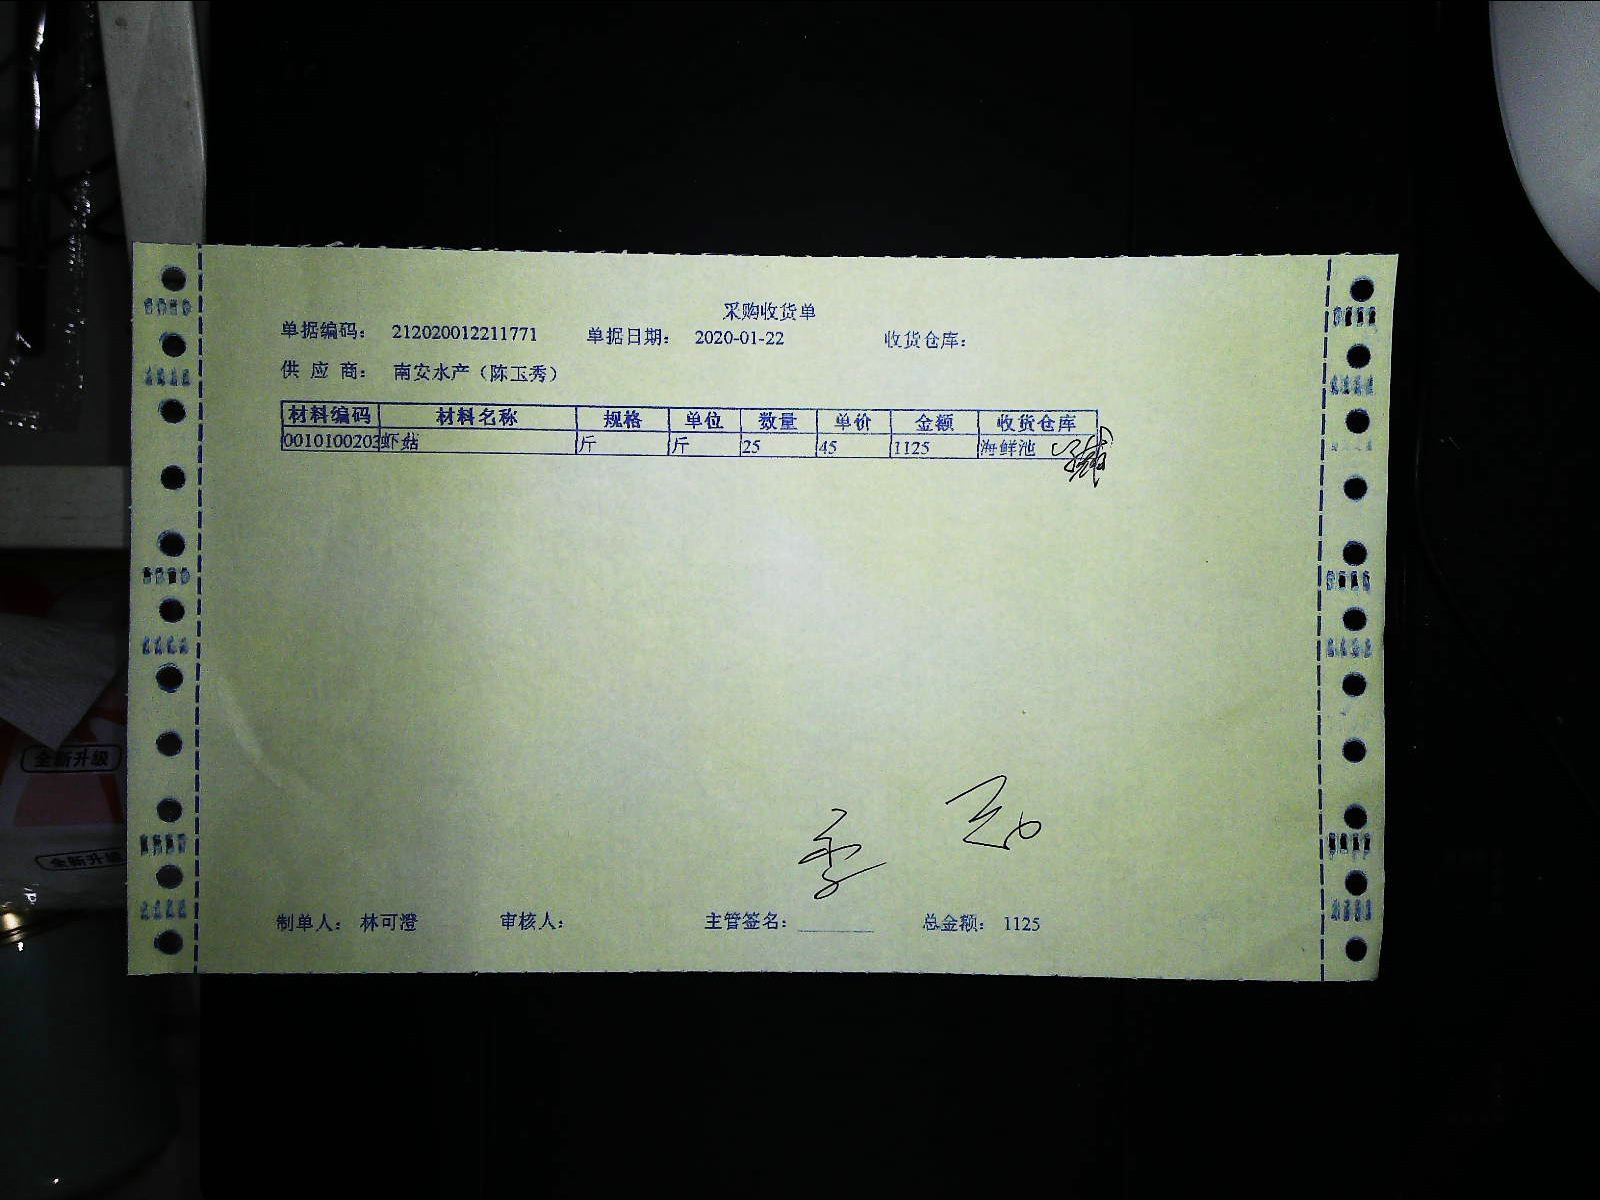 采购收货单
单据编码： 212020012211771 单据日期： 2020-01-22 收货仓库：
供 应 商： 南安水产（陈玉秀）
材料编码 材料名称 规格 单位 数量 单价 金额 收货仓库
0010100203 虾姑 斤 斤 25 45 1125 海鲜池
全新升级
全新升级
制单人： 林可澄 审核人： 主管签名： 总金额： 1125